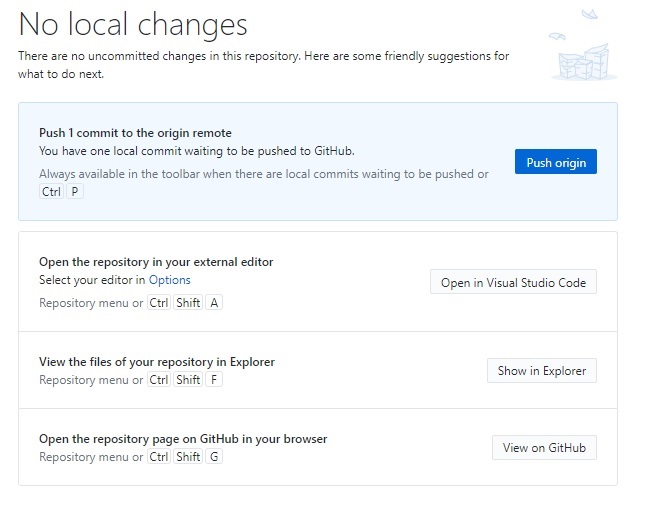 No local changes
There are no uncommitted changes in this repository. Here are some friendly suggestions for
what to do next.
Push 1 commit to the origin remote
You have one local commit waiting to be pushed to GitHub.
Always available in the toolbar when there are local commits waiting to be pushed or
Ctrl P
Push origin
Open the repository in your external editor
Select your editor in Options
Repository menu or Ctrl Shift A
Open in Visual Studio Code
View the files of your repository in Explorer
Repository menu or Ctrl Shift F
Show in Explorer
Open the repository page on GitHub in your browser
Repository menu or Ctrl Shift G
View on GitHub